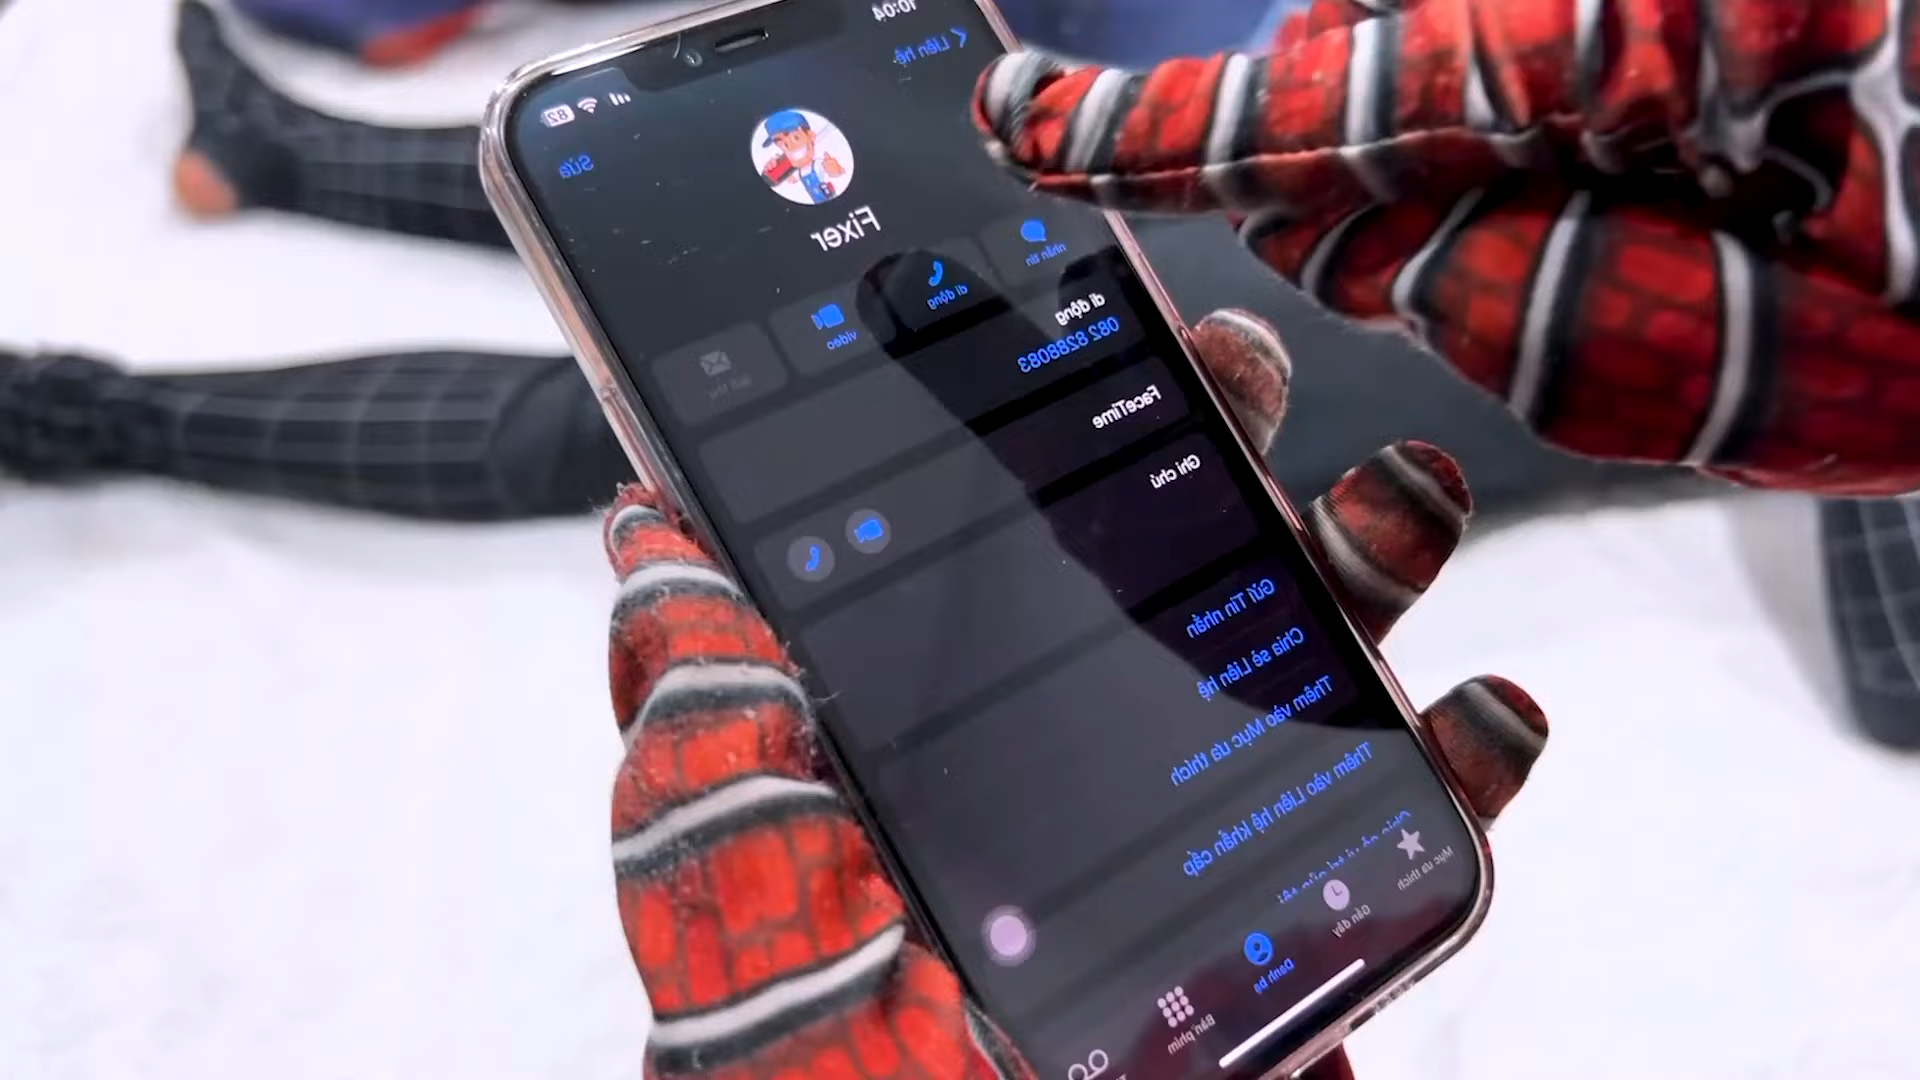 10:04
82
Liên hệ
Sửa
Fixer
nhắn tin
di động
video
di động
082 8288083
FaceTime
Ghi chú
Gửi Tin nhắn
Chia sẻ Liên hệ
Thêm vào Mục ưa thích
Thêm vào Liên hệ khẩn cấp
Mục ưa thích
Gần đây
Danh bạ
Bàn phím